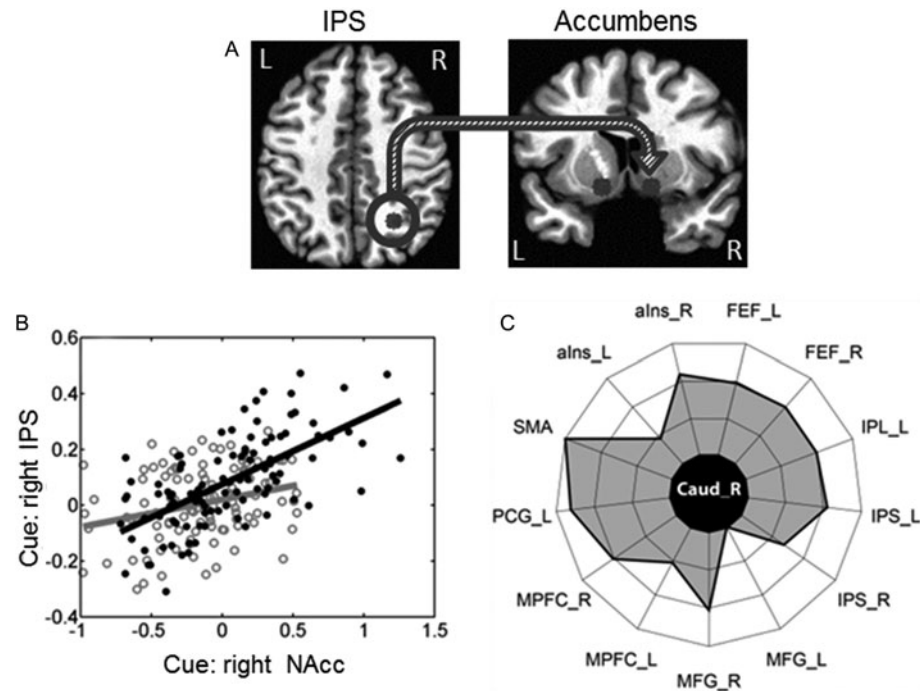 IPS
Accumbens
A
L
R
L
R
B
0.6
0.4
0.2
0
-0.2
-0.4
-1
-0.5
0
0.5
1
1.5
Cue: right IPS
Cue: right NAcc
C
aIns_R
FEF_L
aIns_L
FEF_R
SMA
IPL_L
Caud_R
PCG_L
IPS_L
MPFC_R
IPS_R
MPFC_L
MFG_L
MFG_R